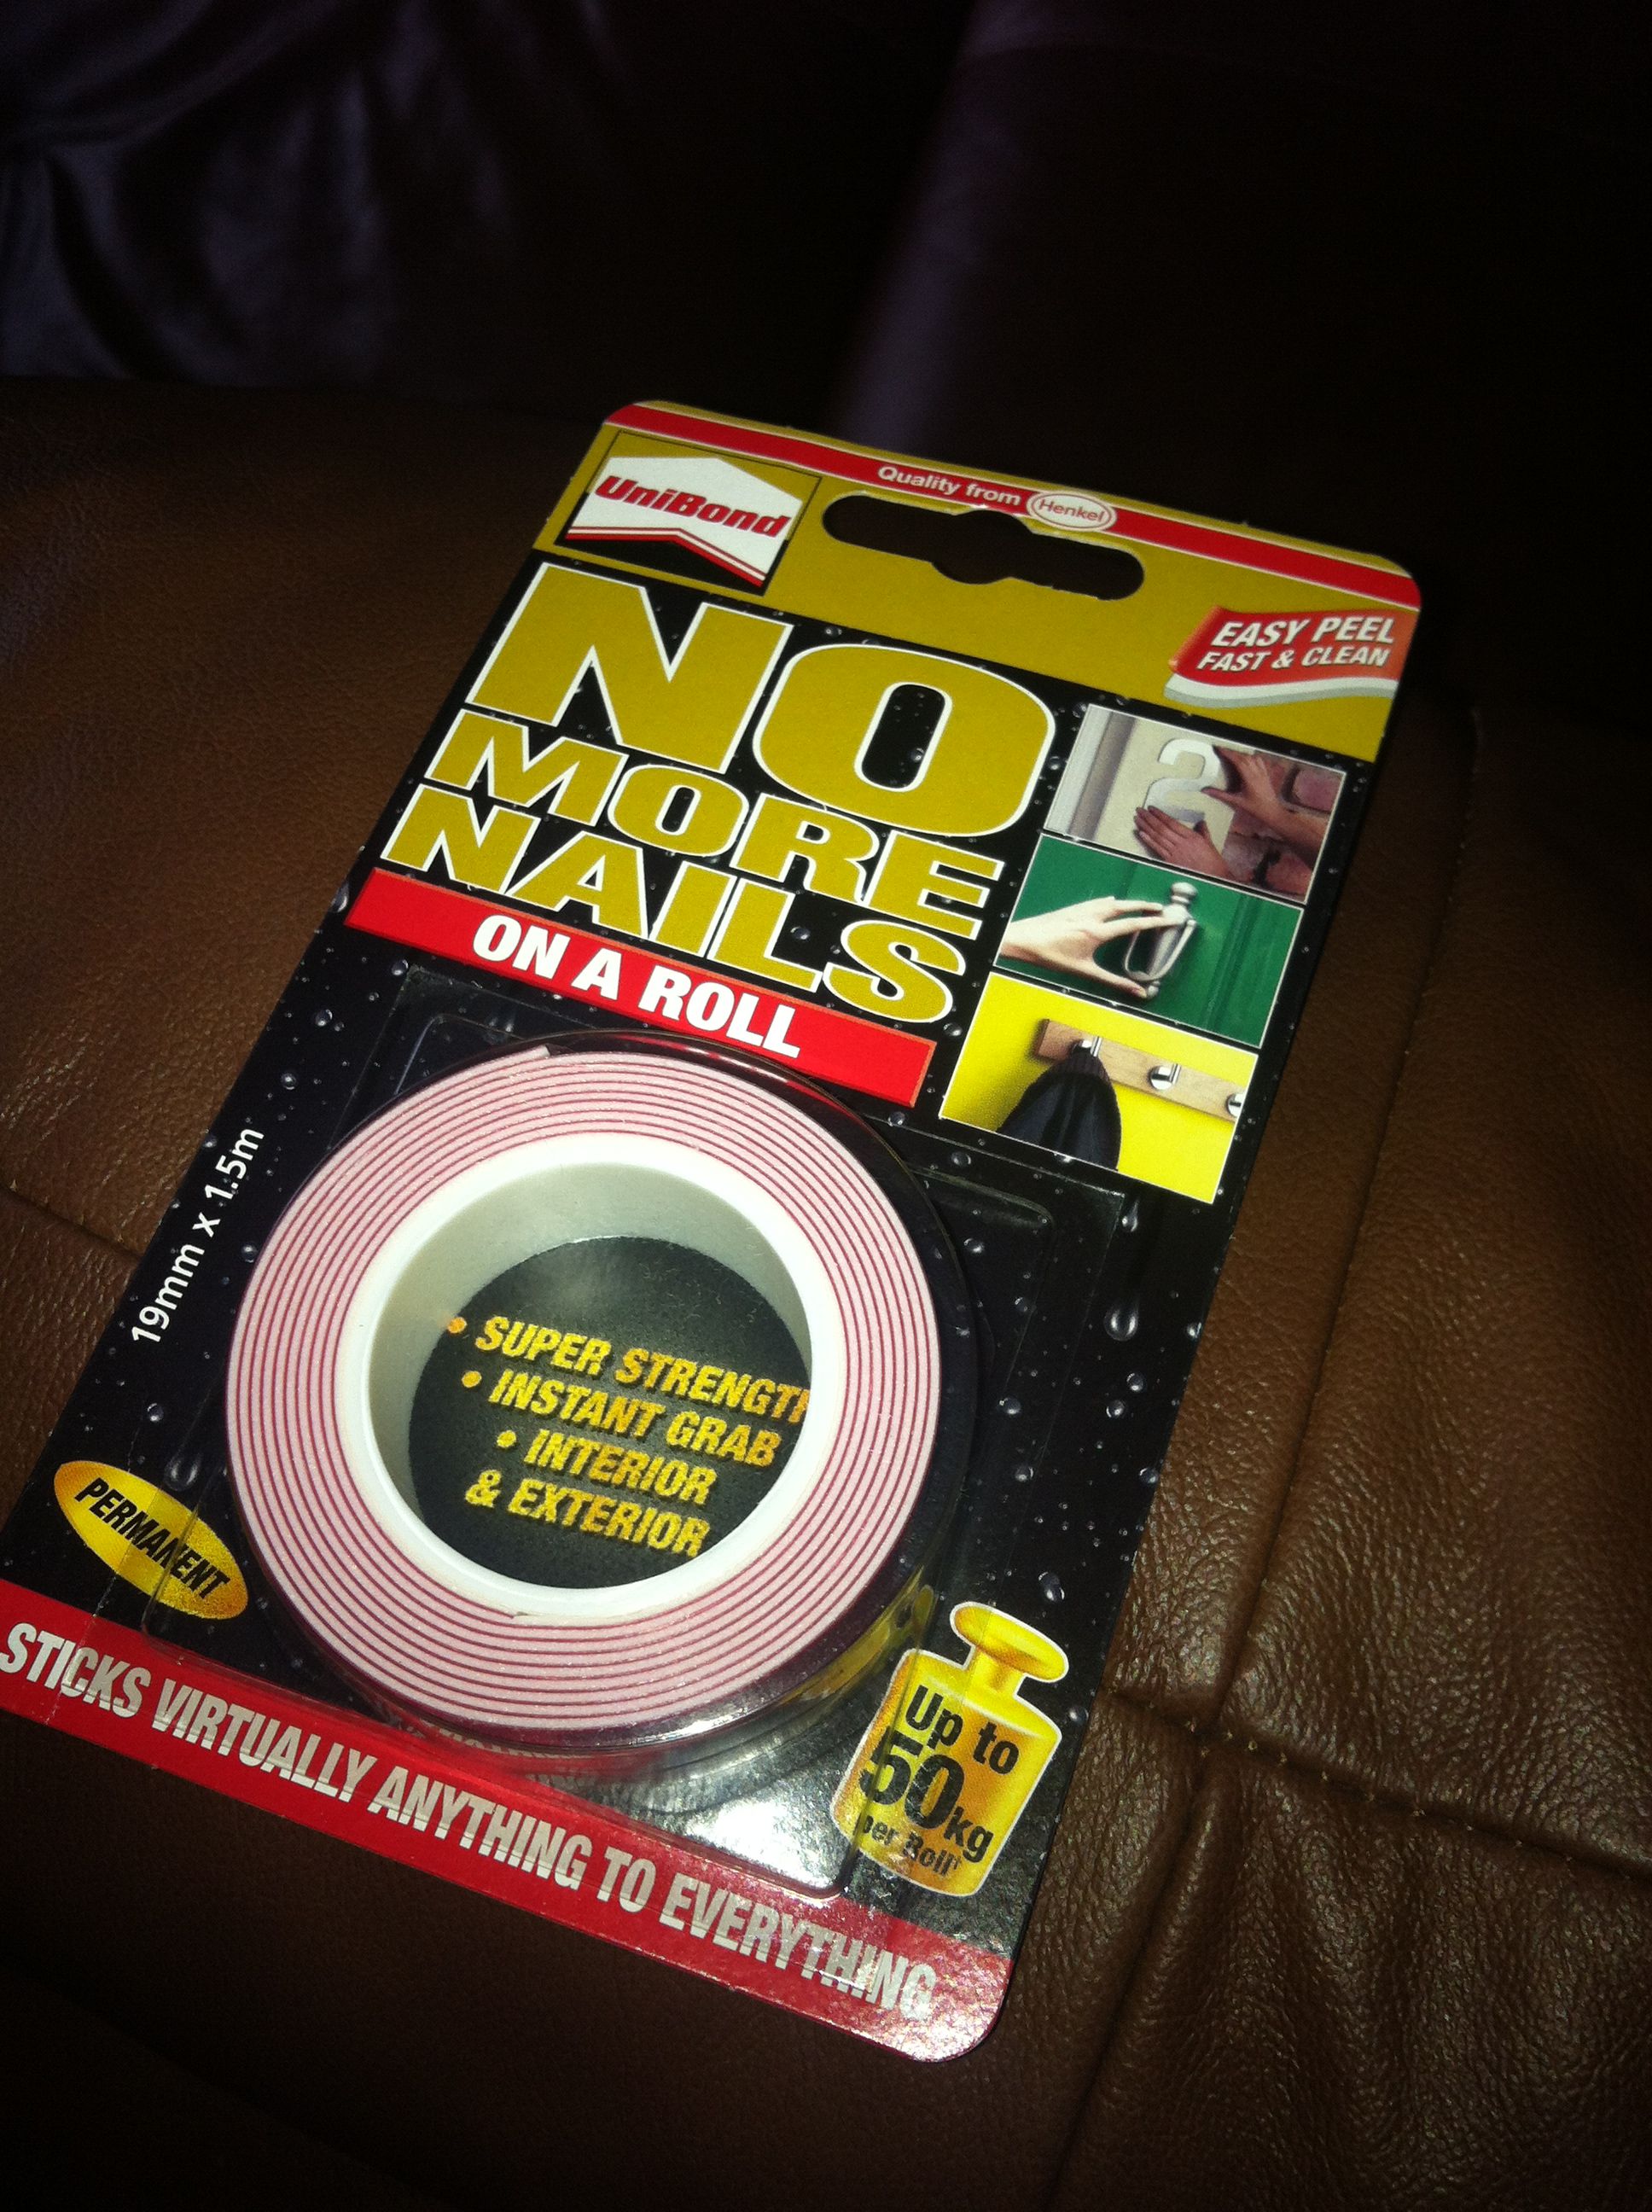 Quality from Henkel
UniBond
EASY PEEL
FAST & CLEAN
NO
MORE
NAILS
ON A ROLL
2
19mm x 1.5m
• SUPER STRENGTH
• INSTANT GRAB
• INTERIOR
& EXTERIOR
PERMANENT
Up to
50kg
per Roll
STICKS VIRTUALLY ANYTHING TO EVERYTHING